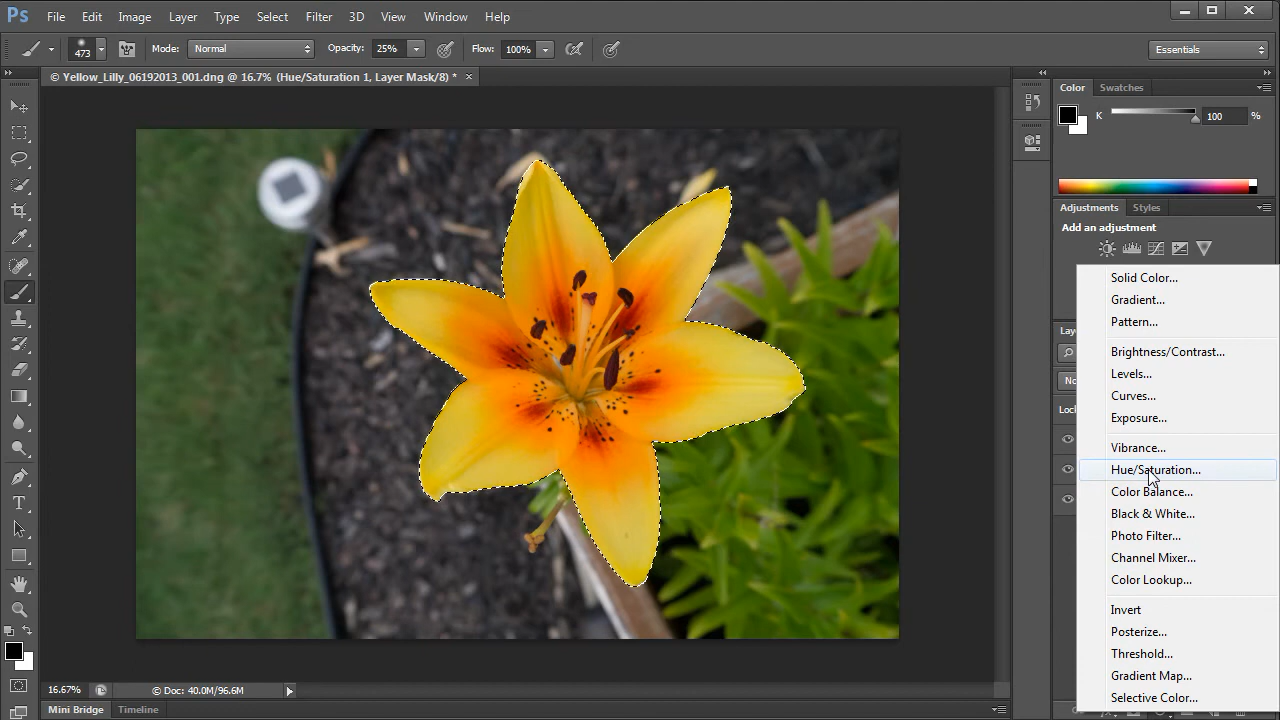 Ps File Edit Image Layer Type Select Filter 3D View Window Help
473 Mode: Normal Opacity: 25% Flow: 100% Essentials
© Yellow_Lilly_06192013_001.dng @ 16.7% (Hue/Saturation 1, Layer Mask/8) * ×
Color Swatches
K 100 %
Adjustments Styles
Add an adjustment
Solid Color...
Gradient...
Pattern...
Brightness/Contrast...
Levels...
Curves...
Exposure...
Vibrance...
Hue/Saturation...
Color Balance...
Black & White...
Photo Filter...
Channel Mixer...
Color Lookup...
Invert
Posterize...
Threshold...
Gradient Map...
Selective Color...
Lay
No
Lock
T
16.67% © Doc: 40.0M/96.6M
Mini Bridge Timeline